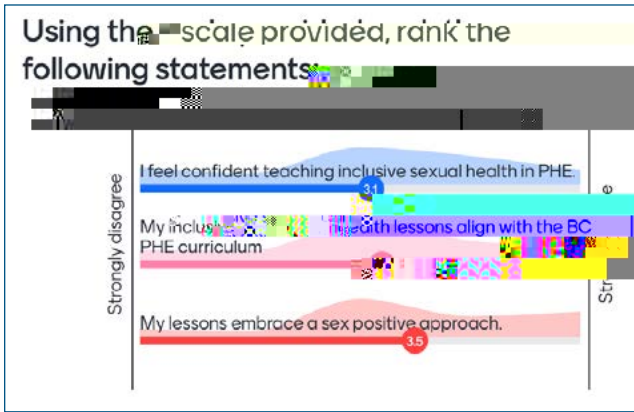 Using the scale provided, rank the
following statements:
Strongly disagree
I feel confident teaching inclusive sexual health in PHE.
3.1
My lessons align with the BC
PHE curriculum
My lessons embrace a sex positive approach.
3.5